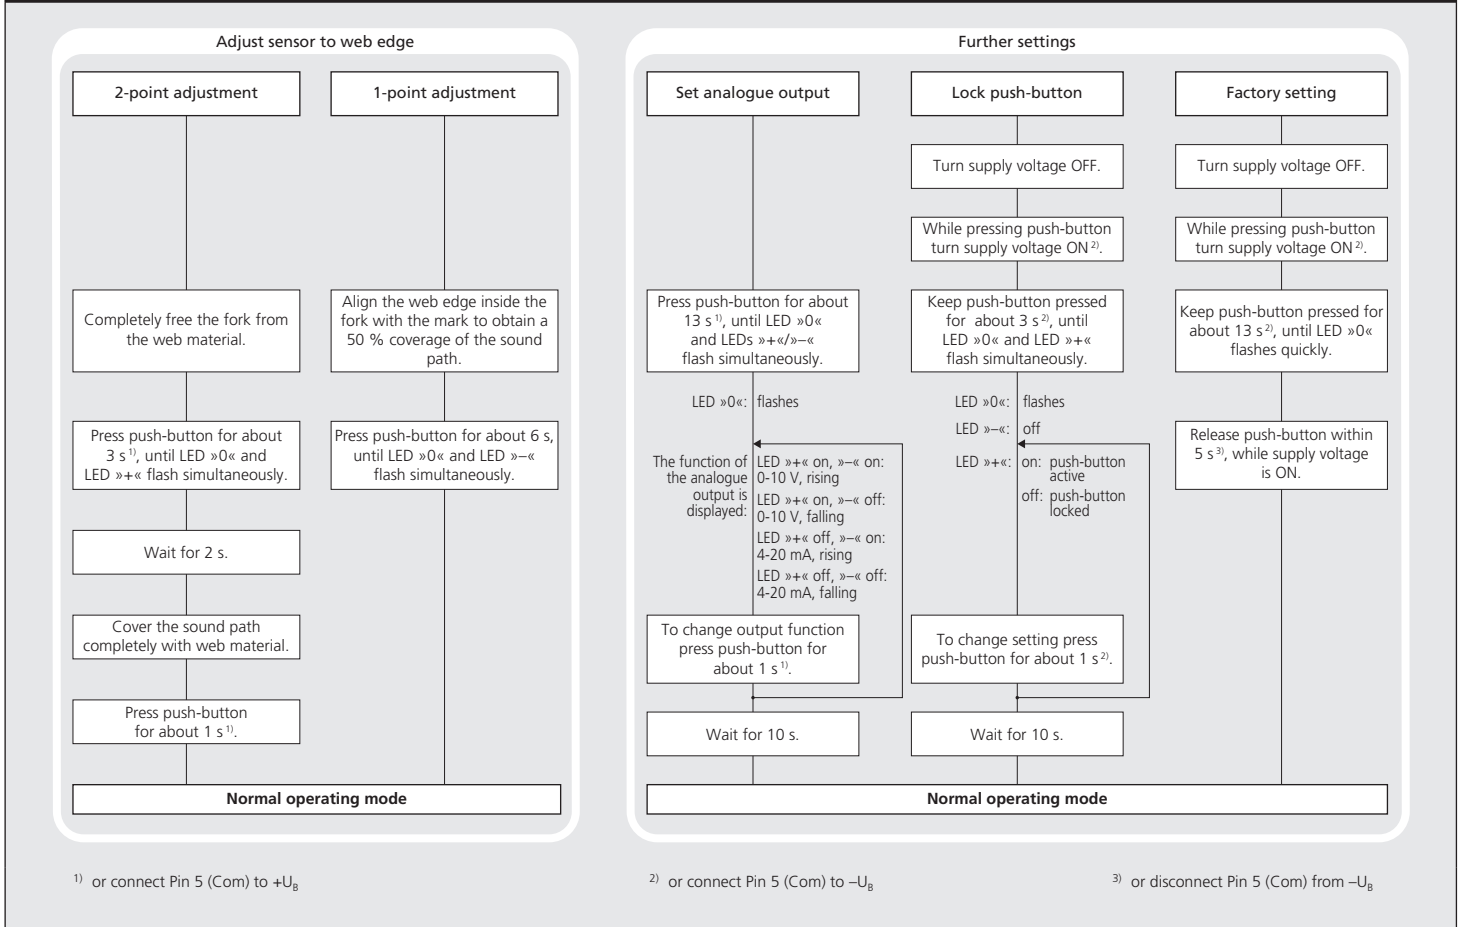 Adjust sensor to web edge
2-point adjustment
Completely free the fork from
the web material.
Press push-button for about
3 s 1), until LED »0« and
LED »+« flash simultaneously.
Wait for 2 s.
Cover the sound path
completely with web material.
Press push-button
for about 1 s 1).
1-point adjustment
Align the web edge inside the
fork with the mark to obtain a
50 % coverage of the sound
path.
Press push-button for about 6 s,
until LED »0« and LED »–«
flash simultaneously.
Normal operating mode
Further settings
Set analogue output
Press push-button for about
13 s 1), until LED »0«
and LEDs »+«/»–«
flash simultaneously.
LED »0«: flashes
The function of
the analogue
output is
displayed:
LED »+« on, »–« on:
0-10 V, rising
LED »+« on, »–« off:
0-10 V, falling
LED »+« off, »–« on:
4-20 mA, rising
LED »+« off, »–« off:
4-20 mA, falling
To change output function
press push-button for
about 1 s 1).
Wait for 10 s.
Lock push-button
Turn supply voltage OFF.
While pressing push-button
turn supply voltage ON 2).
Keep push-button pressed
for about 3 s 2), until
LED »0« and LED »+«
flash simultaneously.
LED »0«: flashes
LED »–«: off
LED »+«: on: push-button
active
off: push-button
locked
To change setting press
push-button for about 1 s 2).
Wait for 10 s.
Factory setting
Turn supply voltage OFF.
While pressing push-button
turn supply voltage ON 2).
Keep push-button pressed for
about 13 s 2), until LED »0«
flashes quickly.
Release push-button within
5 s 3), while supply voltage
is ON.
Normal operating mode
1) or connect Pin 5 (Com) to +UB
2) or connect Pin 5 (Com) to –UB
3) or disconnect Pin 5 (Com) from –UB